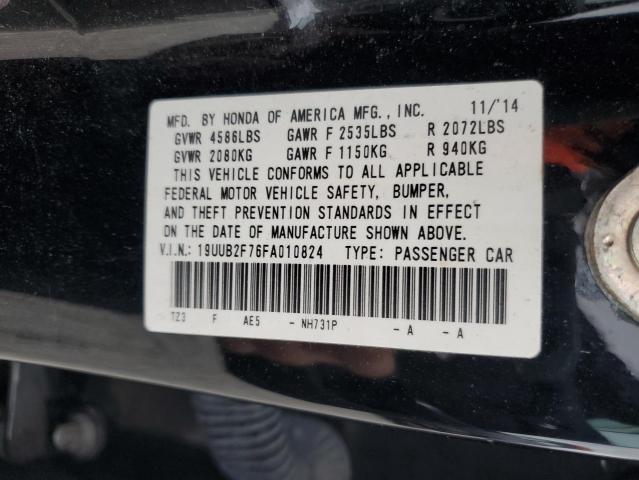 MFD. BY HONDA OF AMERICA MFG., INC. 11/'14
GVWR 4586LBS GAWR F 2535LBS R 2072LBS
GVWR 2080KG GAWR F 1150KG R 940KG
THIS VEHICLE CONFORMS TO ALL APPLICABLE
FEDERAL MOTOR VEHICLE SAFETY, BUMPER,
AND THEFT PREVENTION STANDARDS IN EFFECT
ON THE DATE OF MANUFACTURE SHOWN ABOVE.
V.I.N.: 19UUB2F76FA010824 TYPE: PASSENGER CAR
TZ3 F AE5 - NH731P - A - A